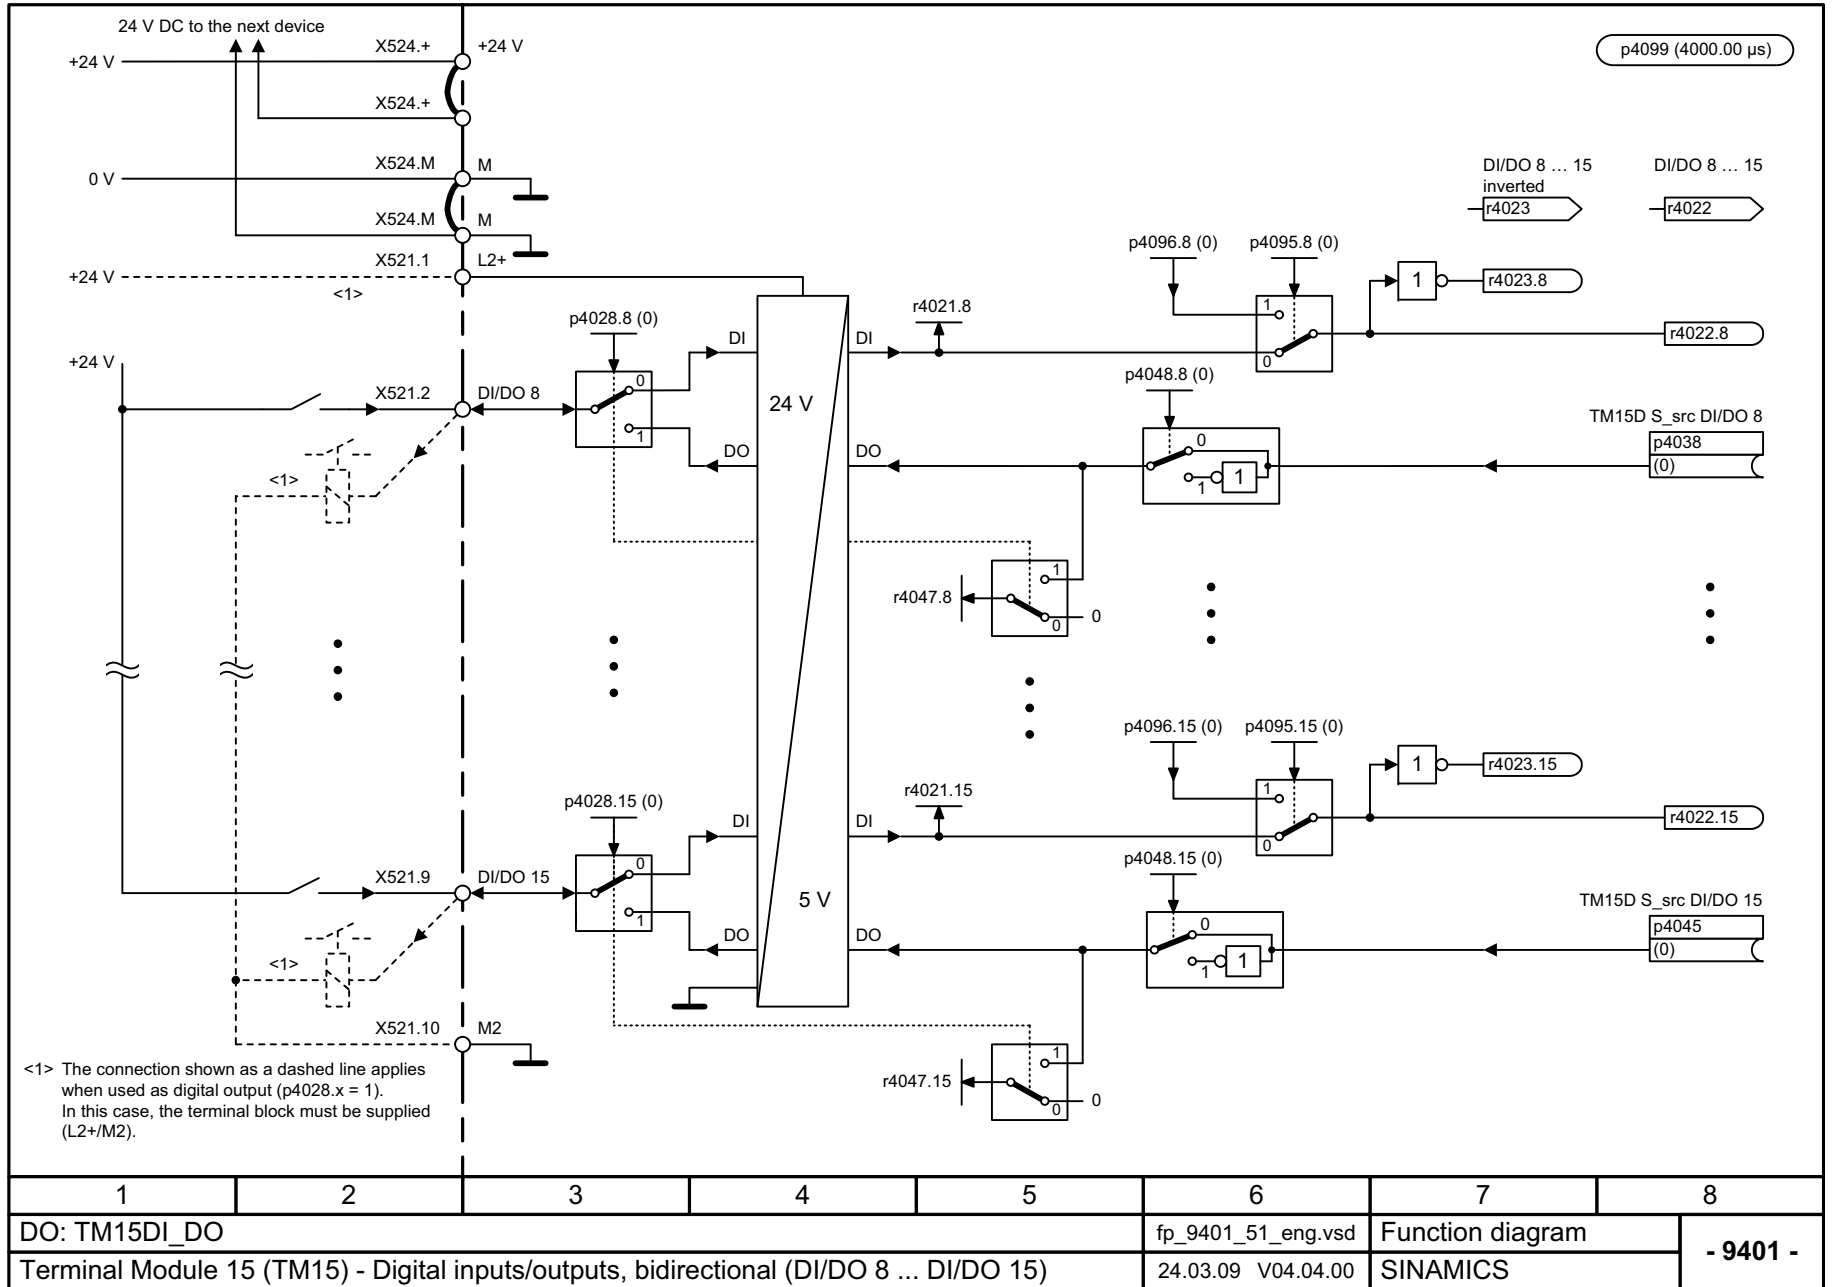 24 V DC to the next device
X524.+
+24 V
+24 V
p4099 (4000.00 µs)
X524.+
X524.M
M
0 V
DI/DO 8 … 15
inverted
DI/DO 8 … 15
r4023
r4022
X524.M
M
X521.1
L2+
+24 V
<1>
p4096.8 (0)
p4095.8 (0)
1
0
1
r4023.8
r4022.8
r4021.8
p4028.8 (0)
0
1
DI
DI
+24 V
X521.2
DI/DO 8
24 V
p4048.8 (0)
0
1
1
TM15D S_src DI/DO 8
p4038
(0)
DO
DO
<1>
1
0
0
r4047.8
p4096.15 (0)
p4095.15 (0)
1
0
1
r4023.15
r4022.15
r4021.15
p4028.15 (0)
0
1
DI
DI
X521.9
DI/DO 15
5 V
p4048.15 (0)
0
1
1
TM15D S_src DI/DO 15
p4045
(0)
DO
DO
<1>
X521.10
M2
1
0
0
r4047.15
<1> The connection shown as a dashed line applies
when used as digital output (p4028.x = 1).
In this case, the terminal block must be supplied
(L2+/M2).
1
2
3
4
5
6
7
8
DO: TM15DI_DO
fp_9401_51_eng.vsd
Function diagram
- 9401 -
Terminal Module 15 (TM15) - Digital inputs/outputs, bidirectional (DI/DO 8 ... DI/DO 15)
24.03.09 V04.04.00
SINAMICS